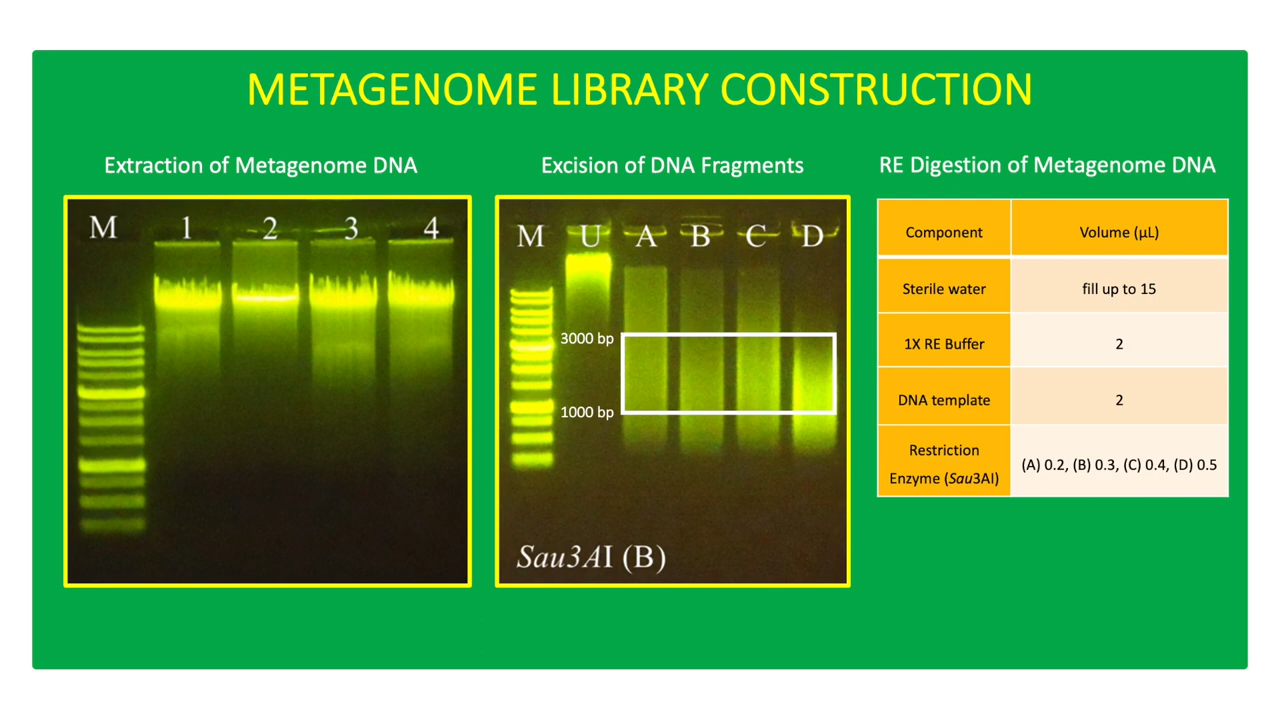 METAGENOME LIBRARY CONSTRUCTION
Extraction of Metagenome DNA
M 1 2 3 4
Excision of DNA Fragments
M U A B C D
3000 bp
1000 bp
Sau3AI (B)
RE Digestion of Metagenome DNA
Component Volume (µL)
Sterile water fill up to 15
1X RE Buffer 2
DNA template 2
Restriction
Enzyme (Sau3AI) (A) 0.2, (B) 0.3, (C) 0.4, (D) 0.5